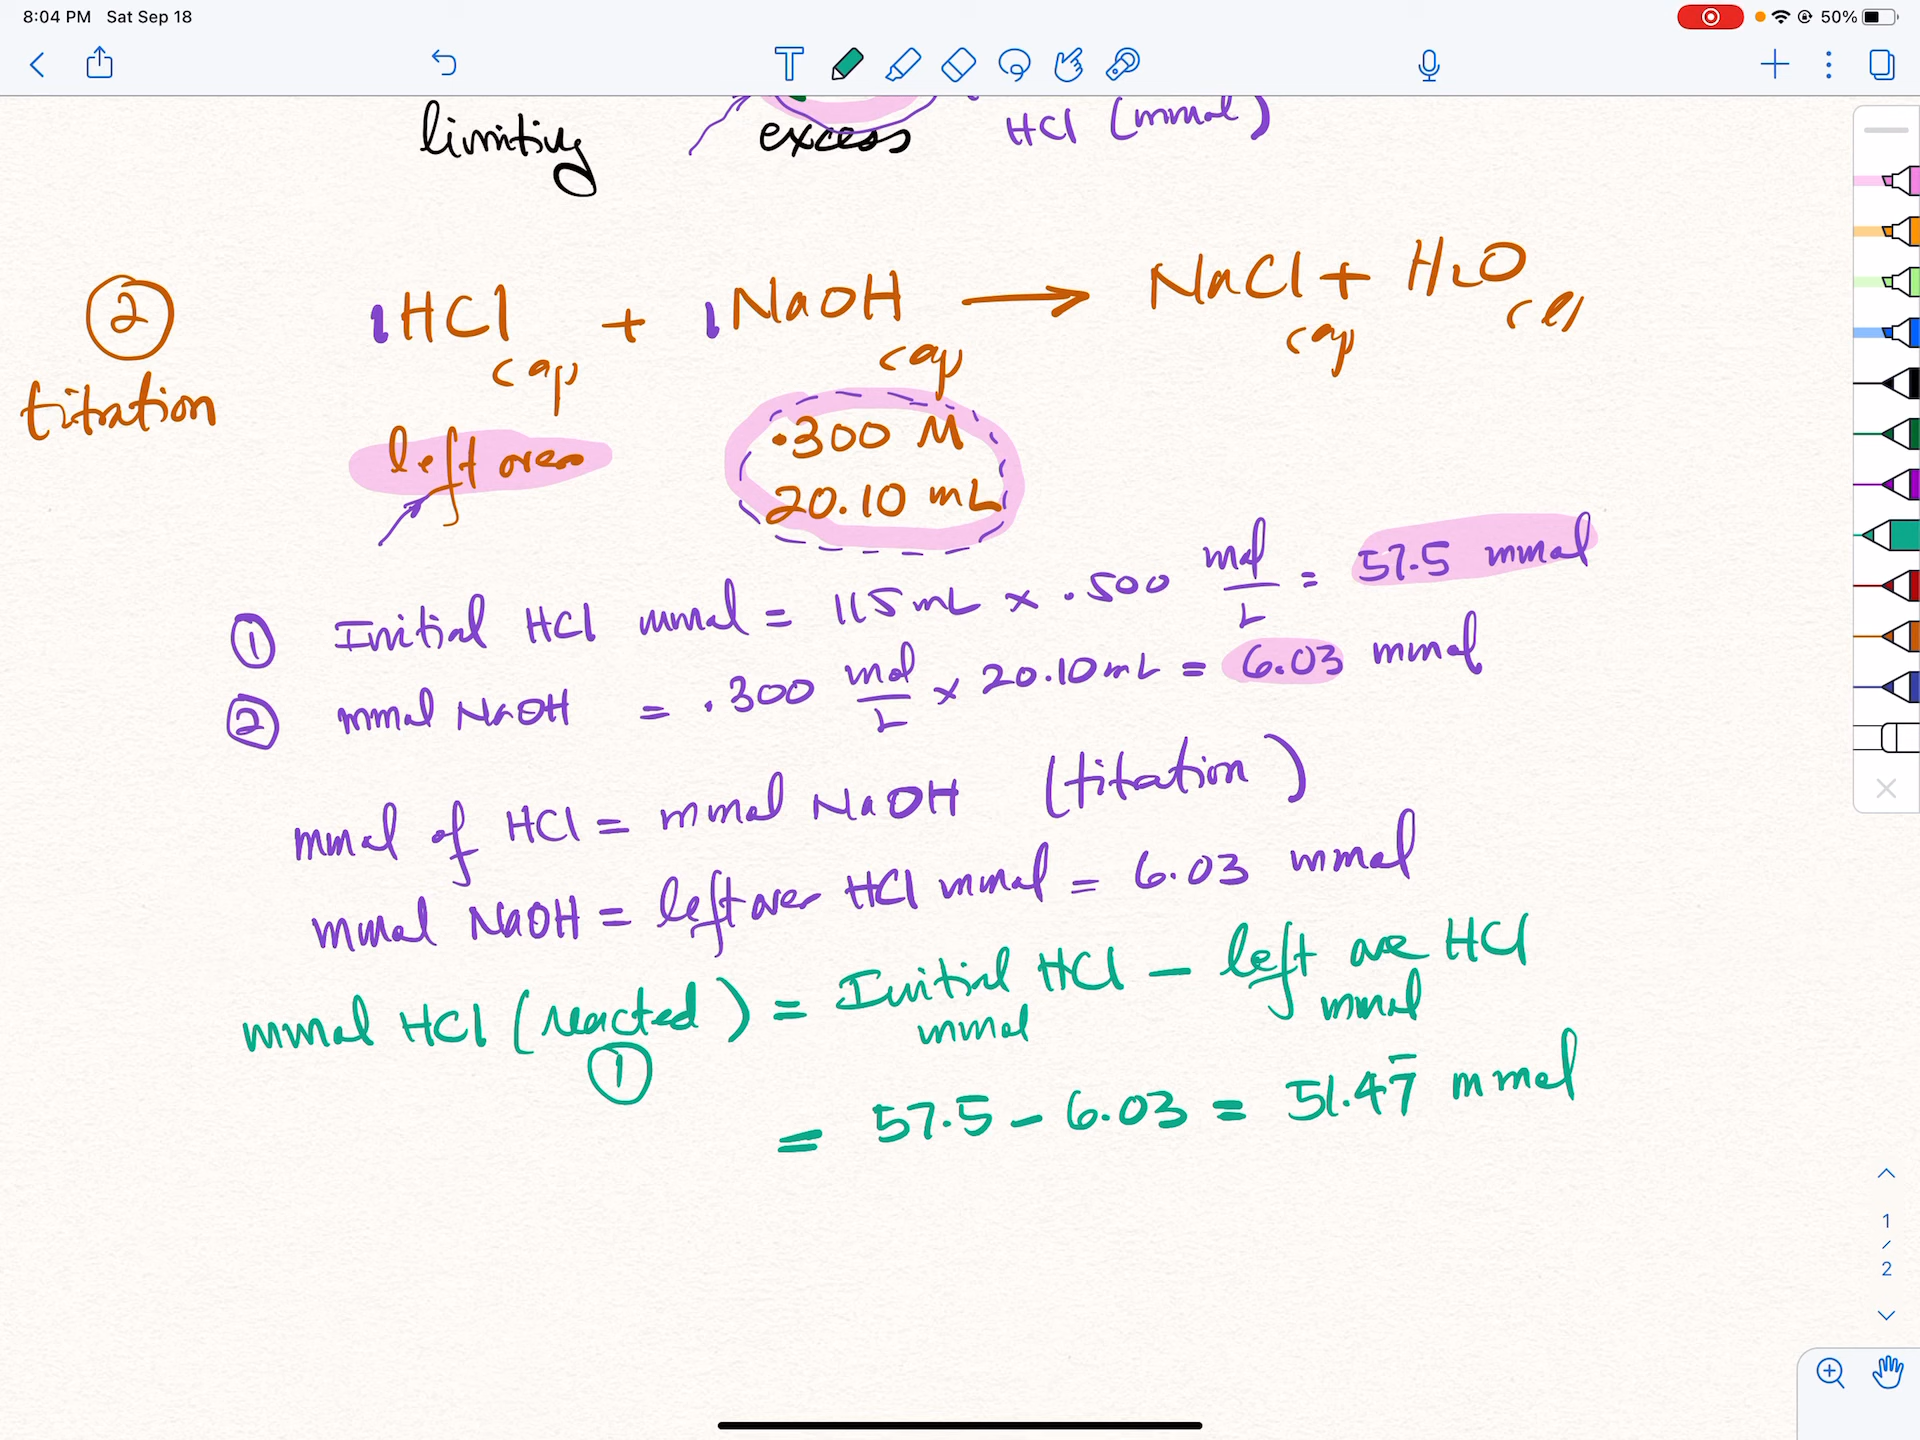 8:04 PM Sat Sep 18 50%
limiting excess HCl (mmol)
② 1 HCl + 1 NaOH → NaCl + H2O
(aq) (aq) (aq) (l)
titration
left over .300 M
20.10 mL
① Initial HCl mmol = 115 mL × .500 mol/L = 57.5 mmol
② mmol NaOH = .300 mol/L × 20.10 mL = 6.03 mmol
mmol of HCl = mmol NaOH (titration)
mmol NaOH = left over HCl mmol = 6.03 mmol
mmol HCl (reacted) = Initial HCl – left over HCl
① mmol mmol
= 57.5 – 6.03 = 51.47 mmol
1
/
2